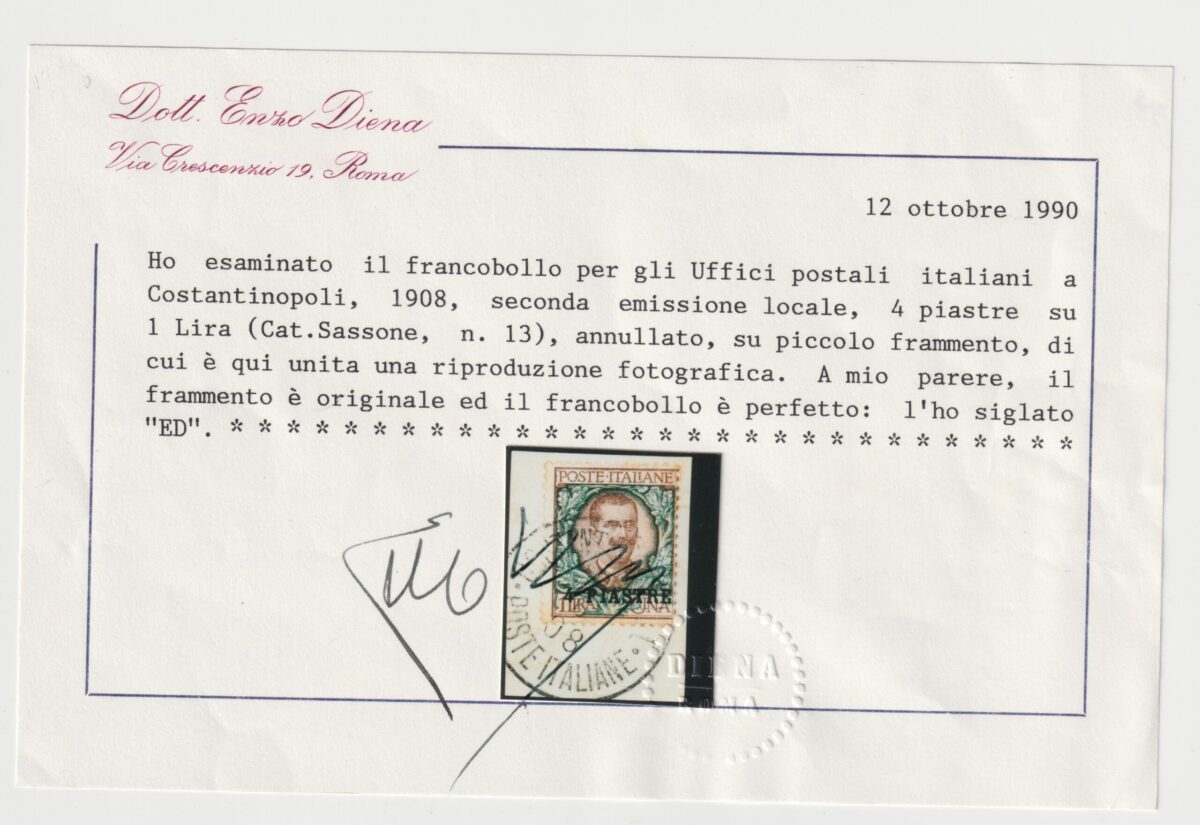 Dott. Enzo Diena
Via Crescenzio 19, Roma
12 ottobre 1990
Ho esaminato il francobollo per gli Uffici postali italiani a
Costantinopoli, 1908, seconda emissione locale, 4 piastre su
1 Lira (Cat.Sassone, n. 13), annullato, su piccolo frammento, di
cui è qui unita una riproduzione fotografica. A mio parere, il
frammento è originale ed il francobollo è perfetto: l'ho siglato
"ED". * * * * * * * * * * * * * * * * * * * * * * * * * * * * * *
POSTE·ITALIANE
4 PIASTRE
08
POSTE ITALIANE
DIENA
ROMA